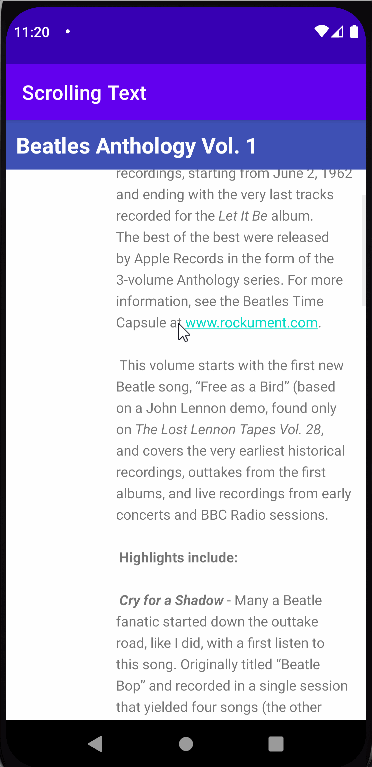 11:20
Scrolling Text
Beatles Anthology Vol. 1
recordings, starting from June 2, 1962
and ending with the very last tracks
recorded for the Let It Be album.
The best of the best were released
by Apple Records in the form of the
3-volume Anthology series. For more
information, see the Beatles Time
Capsule at www.rockument.com.
This volume starts with the first new
Beatle song, “Free as a Bird” (based
on a John Lennon demo, found only
on The Lost Lennon Tapes Vol. 28,
and covers the very earliest historical
recordings, outtakes from the first
albums, and live recordings from early
concerts and BBC Radio sessions.
Highlights include:
Cry for a Shadow - Many a Beatle
fanatic started down the outtake
road, like I did, with a first listen to
this song. Originally titled “Beatle
Bop” and recorded in a single session
that yielded four songs (the other